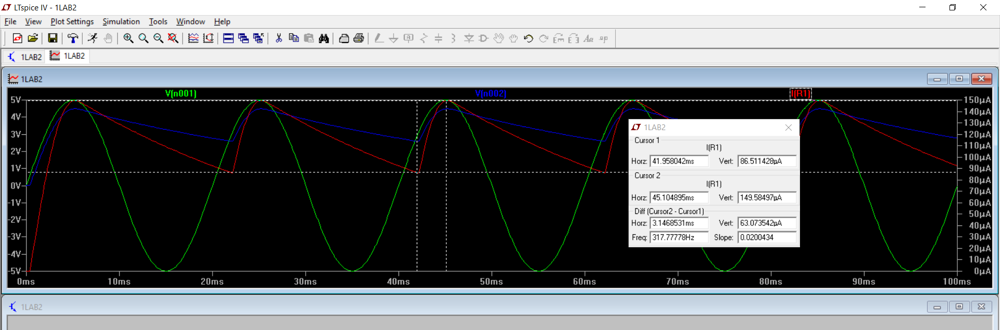 LTspice IV - 1LAB2
File View Plot Settings Simulation Tools Window Help
1LAB2 1LAB2
1LAB2
V(n001) V(n002) I(R1)
5V 150µA
4V 140µA
130µA
3V 120µA
110µA
2V 100µA
1V 90µA
0V 80µA
-1V 70µA
60µA
-2V 50µA
-3V 40µA
30µA
-4V 20µA
10µA
-5V 0µA
0ms 10ms 20ms 30ms 40ms 50ms 60ms 70ms 80ms 90ms 100ms
1LAB2
Cursor 1
I(R1)
Horz: 41.958042ms Vert: 86.511428µA
Cursor 2
I(R1)
Horz: 45.104895ms Vert: 149.58497µA
Diff (Cursor2 - Cursor1)
Horz: 3.1468531ms Vert: 63.073542µA
Freq: 317.77778Hz Slope: 0.0200434
1LAB2